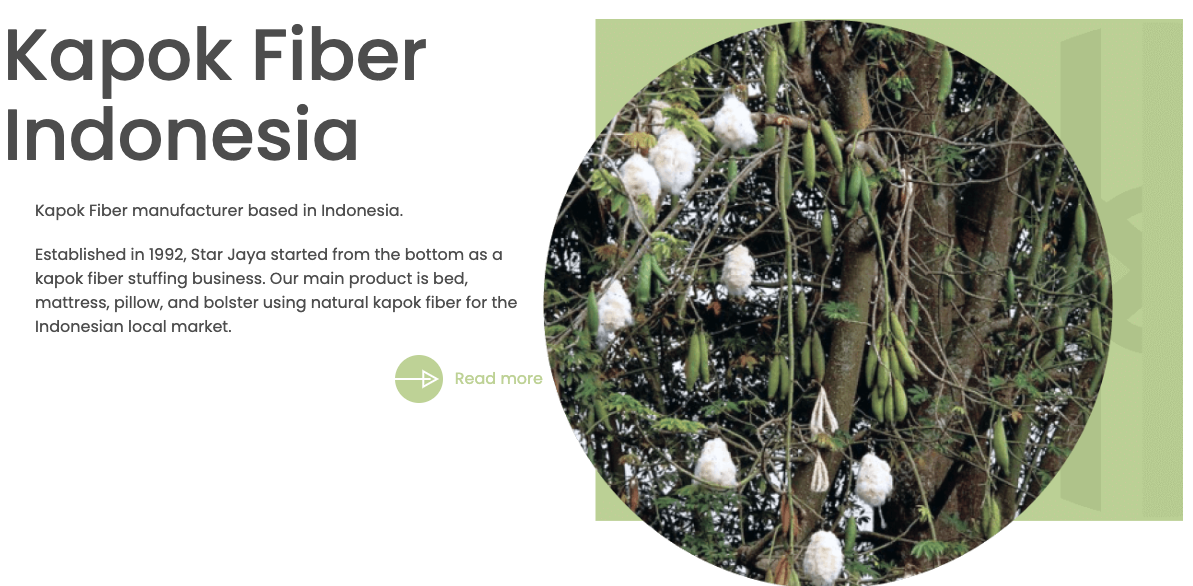 Kapok Fiber
Indonesia
Kapok Fiber manufacturer based in Indonesia.
Established in 1992, Star Jaya started from the bottom as a
kapok fiber stuffing business. Our main product is bed,
mattress, pillow, and bolster using natural kapok fiber for the
Indonesian local market.
Read more